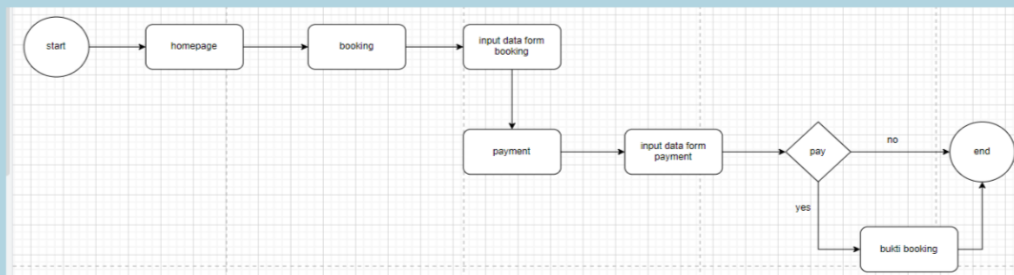 start
homepage
booking
input data form
booking
payment
input data form
payment
pay
no
end
yes
bukti booking